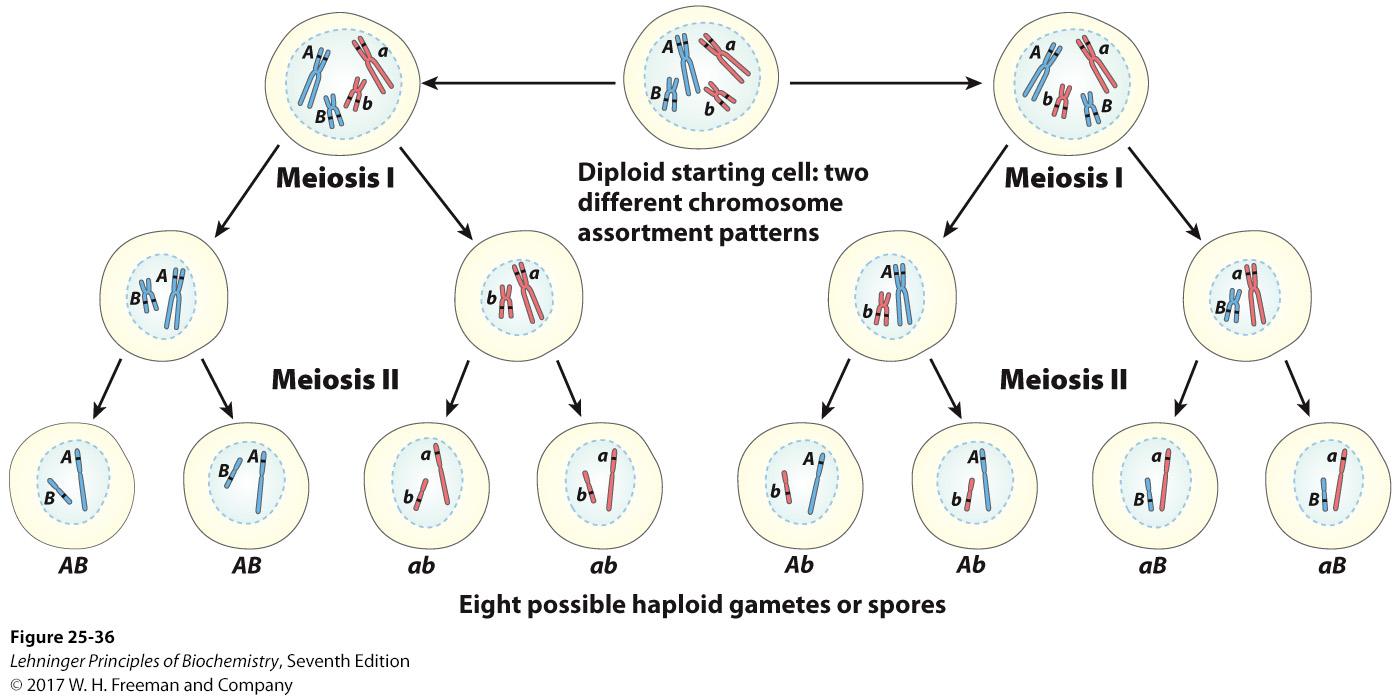 A a B b
A a B b
A a b B
Meiosis I
Diploid starting cell: two
different chromosome
assortment patterns
Meiosis I
B A
b a
b A
B a
Meiosis II
Meiosis II
A B
B A
a b
a b
A b
A b
a B
a B
AB AB ab ab Ab Ab aB aB
Eight possible haploid gametes or spores
Figure 25-36
Lehninger Principles of Biochemistry, Seventh Edition
© 2017 W. H. Freeman and Company